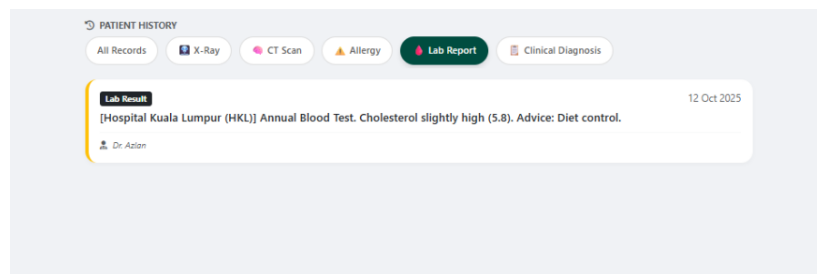 PATIENT HISTORY
All Records X-Ray CT Scan Allergy Lab Report Clinical Diagnosis
Lab Result 12 Oct 2025
[Hospital Kuala Lumpur (HKL)] Annual Blood Test. Cholesterol slightly high (5.8). Advice: Diet control.
Dr. Azlan